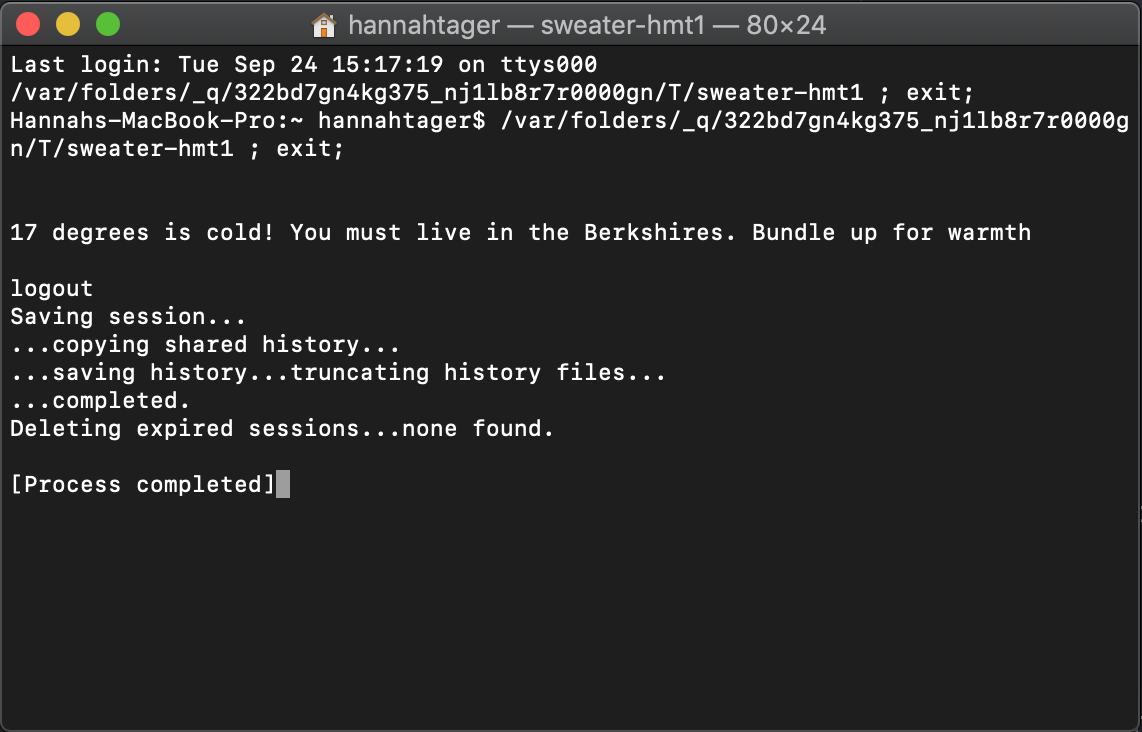 hannahtager — sweater-hmt1 — 80×24
Last login: Tue Sep 24 15:17:19 on ttys000
/var/folders/_q/322bd7gn4kg375_nj1lb8r7r0000gn/T/sweater-hmt1 ; exit;
Hannahs-MacBook-Pro:~ hannahtager$ /var/folders/_q/322bd7gn4kg375_nj1lb8r7r0000g
n/T/sweater-hmt1 ; exit;
17 degrees is cold! You must live in the Berkshires. Bundle up for warmth
logout
Saving session...
...copying shared history...
...saving history...truncating history files...
...completed.
Deleting expired sessions...none found.
[Process completed]